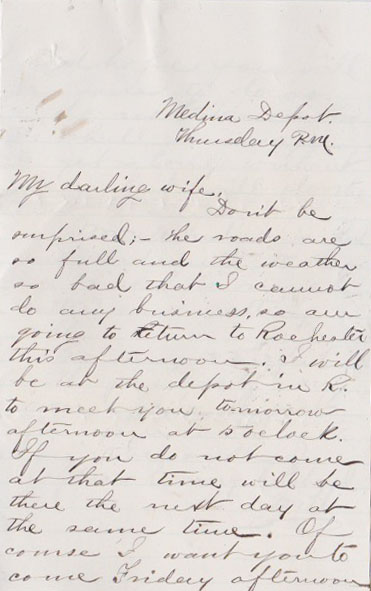 Medina Depot.
Thursday P.M.
My darling wife,
Don't be
surprised; - the roads are
so full and the weather
so bad that I cannot
do any business, so am
going to return to Rochester
this afternoon. I will
be at the depot in R.
to meet you tomorrow
afternoon at 5 oclock.
If you do not come
at that time will be
there the next day at
the same time. Of
course I want you to
come Friday afternoon